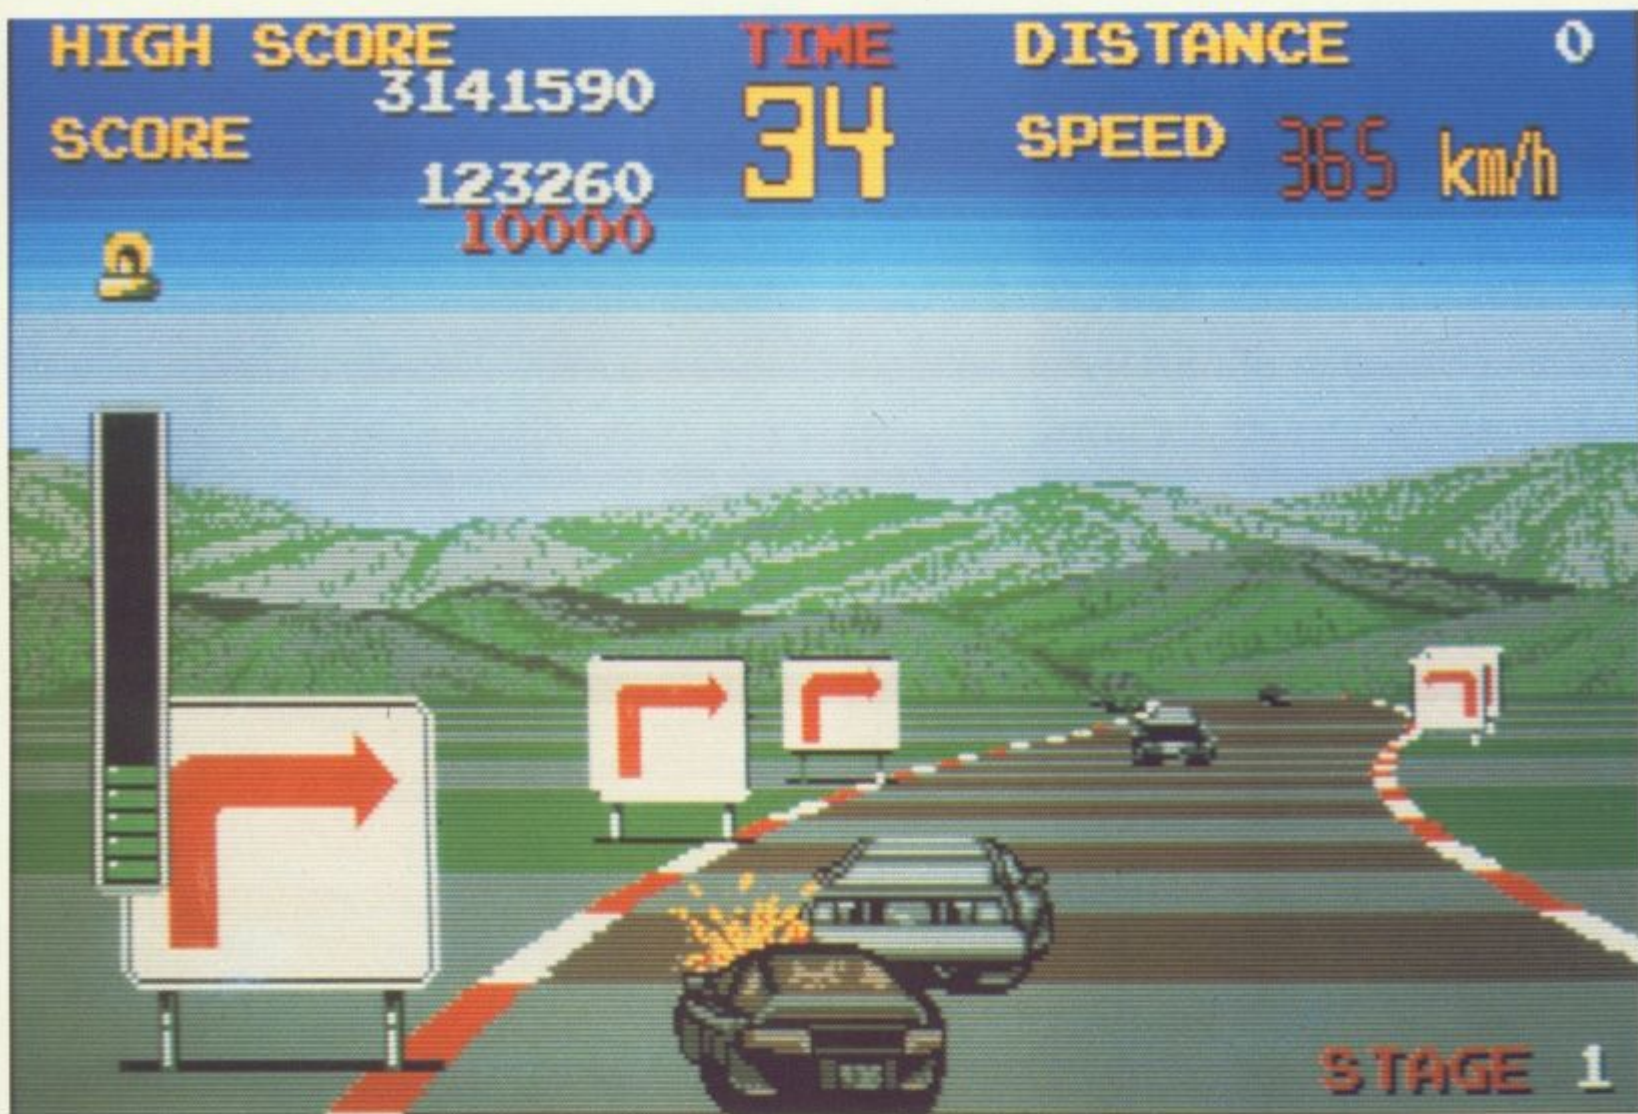 HIGH SCORE
3141590
SCORE
123260
10000
TIME
34
DISTANCE 0
SPEED 365 km/h
STAGE 1